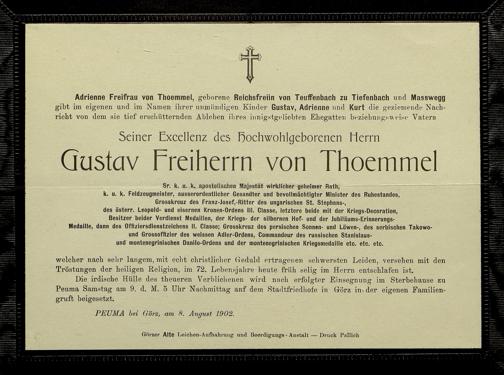 Adrienne Freifrau von Thoemmel, geborene Reichsfreiin von Teuffenbach zu Tiefenbach und Masswegg
gibt im eigenen und im Namen ihrer unmündigen Kinder Gustav, Adrienne und Kurt die geziemende Nach-
richt von dem sie tief erschütternden Ableben ihres innigstgeliebten Ehegatten beziehungsweise Vaters
Seiner Excellenz des Hochwohlgeborenen Herrn
Gustav Freiherrn von Thoemmel
Sr. k. u. k. apostolischen Majestät wirklicher geheimer Rath,
k. u. k. Feldzeugmeister, ausserordentlicher Gesandter und bevollmächtigter Minister des Ruhestandes,
Grosskreuz des Franz-Josef-, Ritter des ungarischen St. Stephans-,
des österr. Leopold- und eisernen Kronen-Ordens III. Classe, letztere beide mit der Kriegs-Decoration,
Besitzer beider Verdienst Medaillen, der Kriegs- der silbernen Hof- und der Jubiläums-Erinnerungs-
Medaille, dann des Offiziersdienstzeichens II. Classe; Grosskreuz des persischen Sonnen- und Löwen-, des serbischen Takowo-
und Grossoffizier des weissen Adler-Ordens, Commandeur des russischen Stanislaus-
und montenegrinischen Danilo-Ordens und der montenegrinischen Kriegsmedaille etc. etc. etc.
welcher nach sehr langem, mit echt christlicher Geduld ertragenem schwersten Leiden, versehen mit den
Tröstungen der heiligen Religion, im 72. Lebensjahre heute früh selig im Herrn entschlafen ist.
Die irdische Hülle des theueren Verblichenen wird nach erfolgter Einsegnung im Sterbehause zu
Peuma Samstag am 9. d. M. 5 Uhr Nachmittag auf dem Stadtfriedhofe in Görz in der eigenen Familien-
gruft beigesetzt.
PEUMA bei Görz, am 8. August 1902.
Görzer Alte Leichen-Aufbahrung und Beerdigungs-Anstalt — Druck Pallich